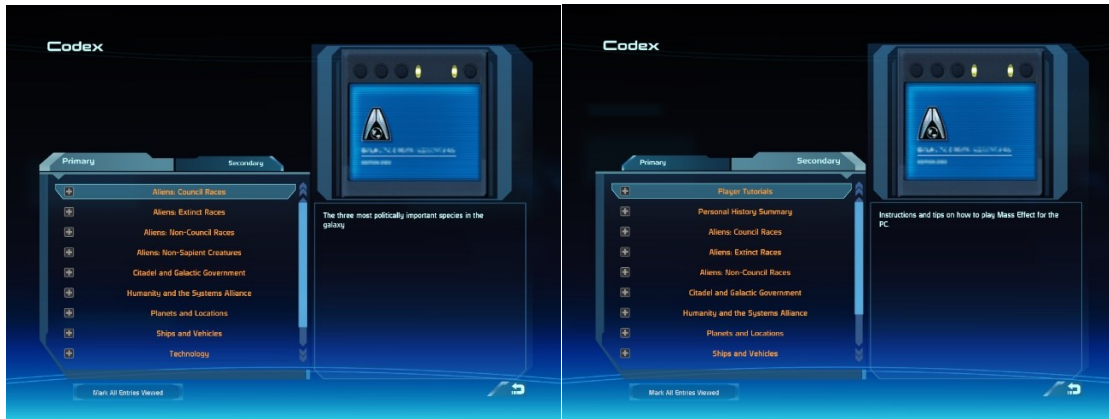 Codex
Primary
Secondary
Aliens: Council Races
Aliens: Extinct Races
Aliens: Non-Council Races
Aliens: Non-Sapient Creatures
Citadel and Galactic Government
Humanity and the Systems Alliance
Planets and Locations
Ships and Vehicles
Technology
The three most politically important species in the
galaxy
Mark All Entries Viewed
Codex
Primary
Secondary
Player Tutorials
Personal History Summary
Aliens: Council Races
Aliens: Extinct Races
Aliens: Non-Council Races
Citadel and Galactic Government
Humanity and the Systems Alliance
Planets and Locations
Ships and Vehicles
Instructions and tips on how to play Mass Effect for the
PC.
Mark All Entries Viewed